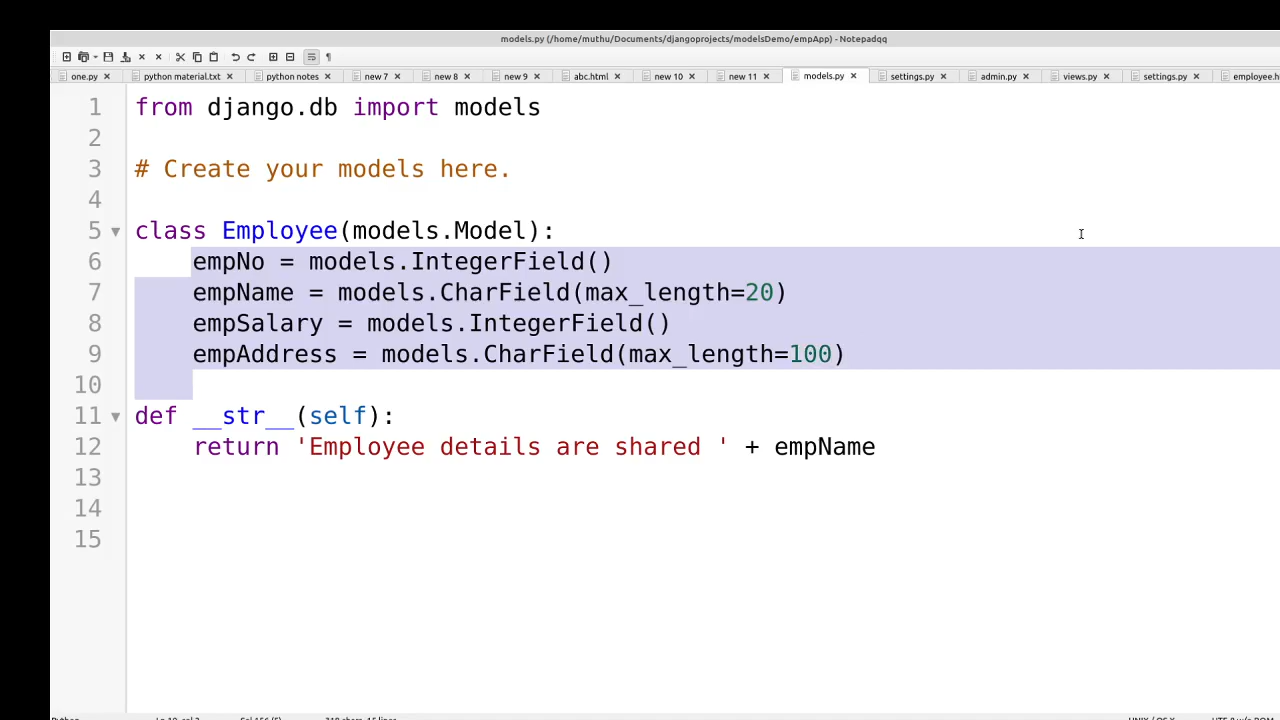 models.py (/home/muthu/Documents/djangoprojects/modelsDemo/empApp) - Notepadqq
one.py python material.txt python notes new 7 new 8 new 9 abc.html new 10 new 11 models.py settings.py admin.py views.py settings.py employee.h
1 from django.db import models
2
3 # Create your models here.
4
5 class Employee(models.Model):
6 empNo = models.IntegerField()
7 empName = models.CharField(max_length=20)
8 empSalary = models.IntegerField()
9 empAddress = models.CharField(max_length=100)
10
11 def __str__(self):
12 return 'Employee details are shared ' + empName
13
14
15